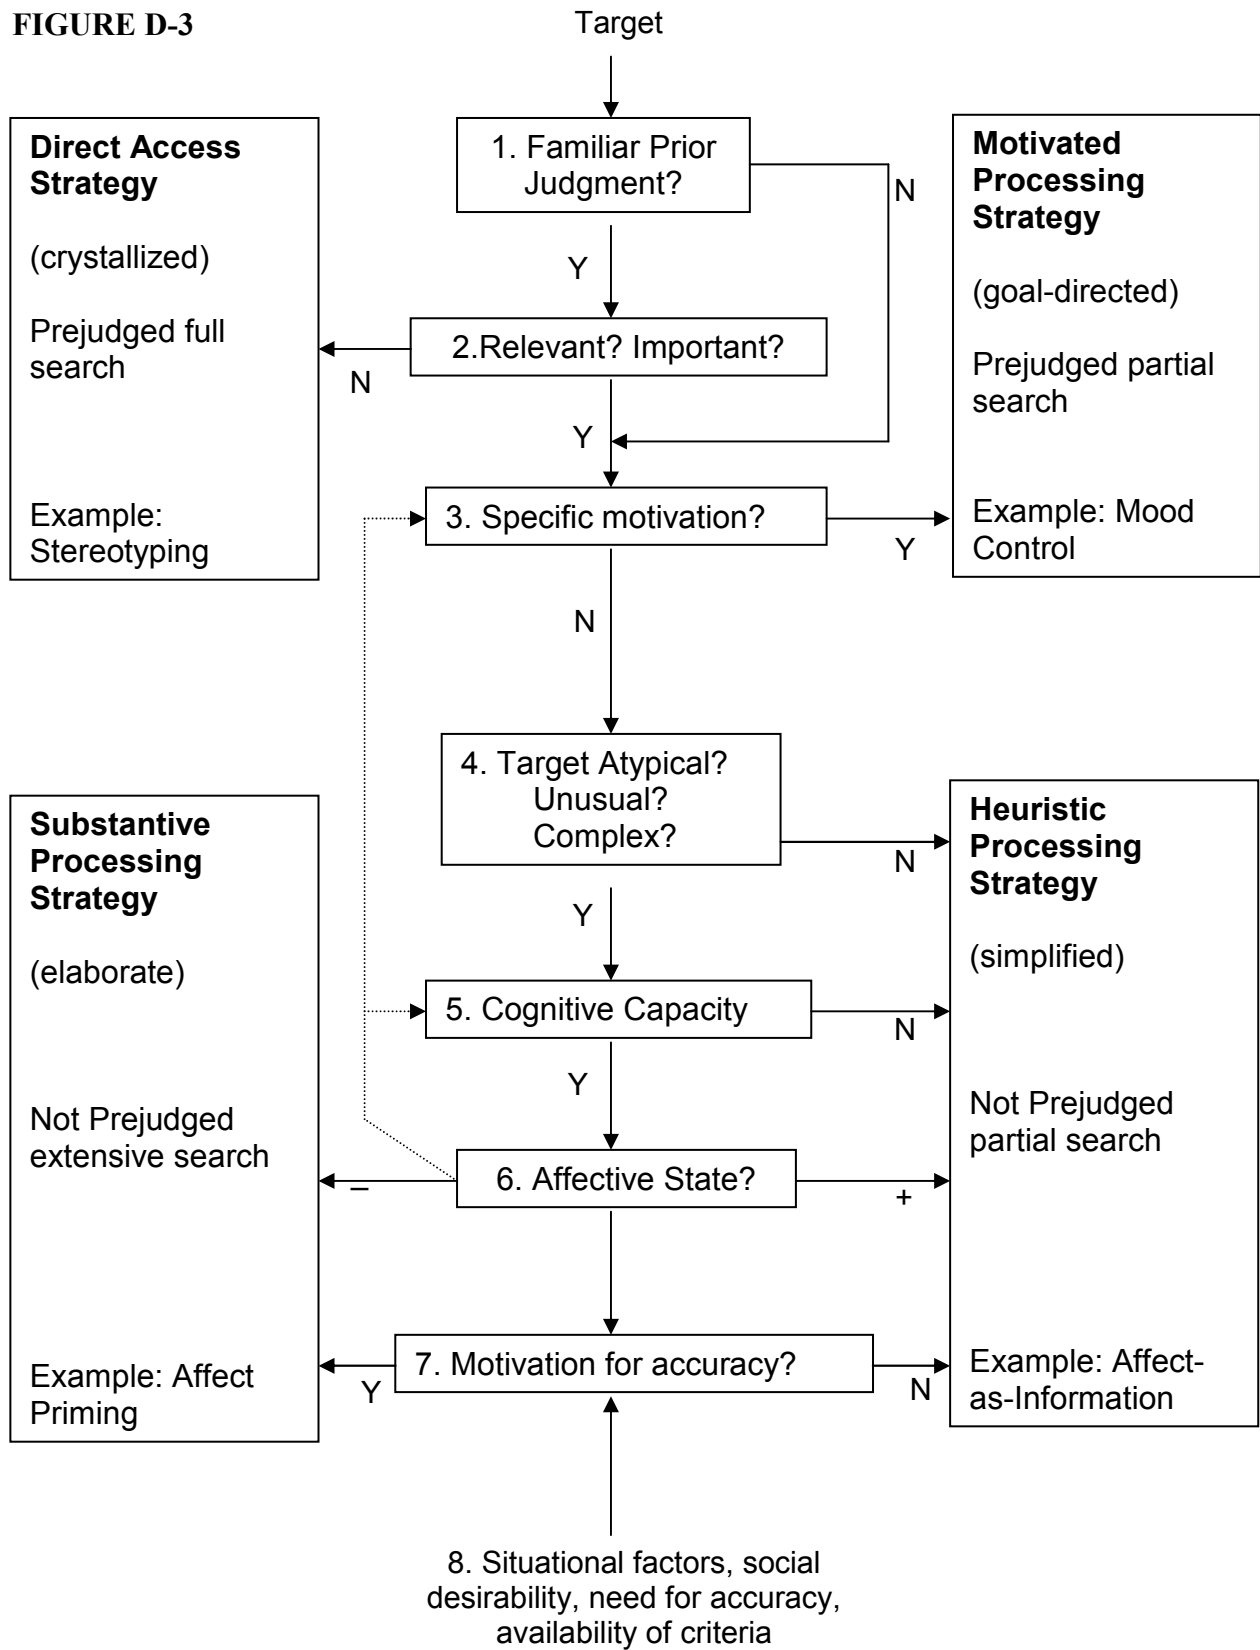 FIGURE D-3
Target
Direct Access
Strategy
(crystallized)
Prejudged full
search
Example:
Stereotyping
1. Familiar Prior
Judgment?
N
Y
2.Relevant? Important?
N
Y
3. Specific motivation?
Y
N
Motivated
Processing
Strategy
(goal-directed)
Prejudged partial
search
Example: Mood
Control
4. Target Atypical?
Unusual?
Complex?
N
Y
5. Cognitive Capacity
N
Y
6. Affective State?
–
+
7. Motivation for accuracy?
Y
N
Substantive
Processing
Strategy
(elaborate)
Not Prejudged
extensive search
Example: Affect
Priming
Heuristic
Processing
Strategy
(simplified)
Not Prejudged
partial search
Example: Affect-
as-Information
8. Situational factors, social
desirability, need for accuracy,
availability of criteria